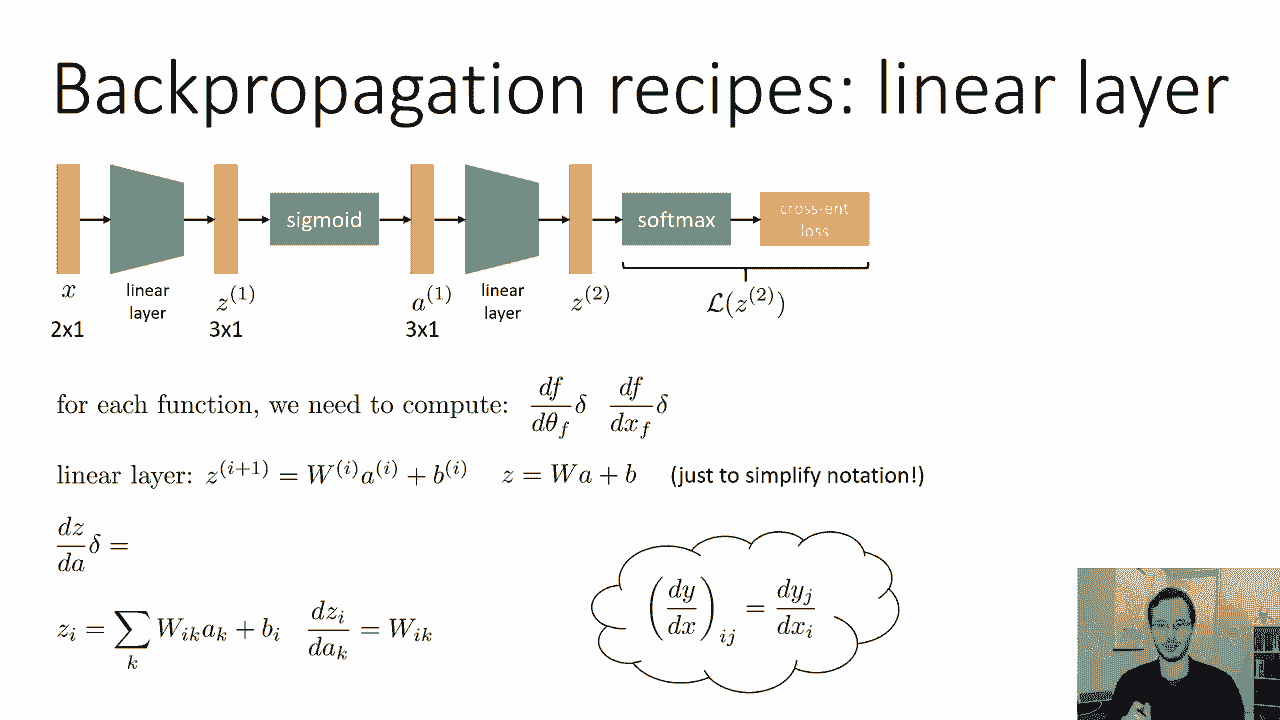 Backpropagation recipes: linear layer
sigmoid
softmax
cross-ent
loss
x
linear
layer
z^{(1)}
a^{(1)}
linear
layer
z^{(2)}
\mathcal{L}(z^{(2)})
2x1
3x1
3x1
for each function, we need to compute: \frac{df}{d\theta_f}\delta \frac{df}{dx_f}\delta
linear layer: z^{(i+1)} = W^{(i)}a^{(i)} + b^{(i)} z = Wa + b (just to simplify notation!)
\frac{dz}{da}\delta =
z_i = \sum_k W_{ik}a_k + b_i \frac{dz_i}{da_k} = W_{ik}
\left(\frac{dy}{dx}\right)_{ij} = \frac{dy_j}{dx_i}